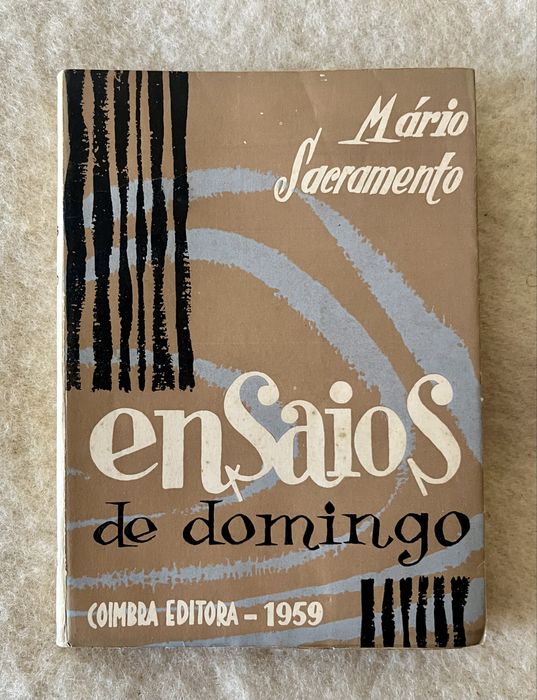 Mário
Sacramento
ensaios
de domingo
COIMBRA EDITORA - 1959